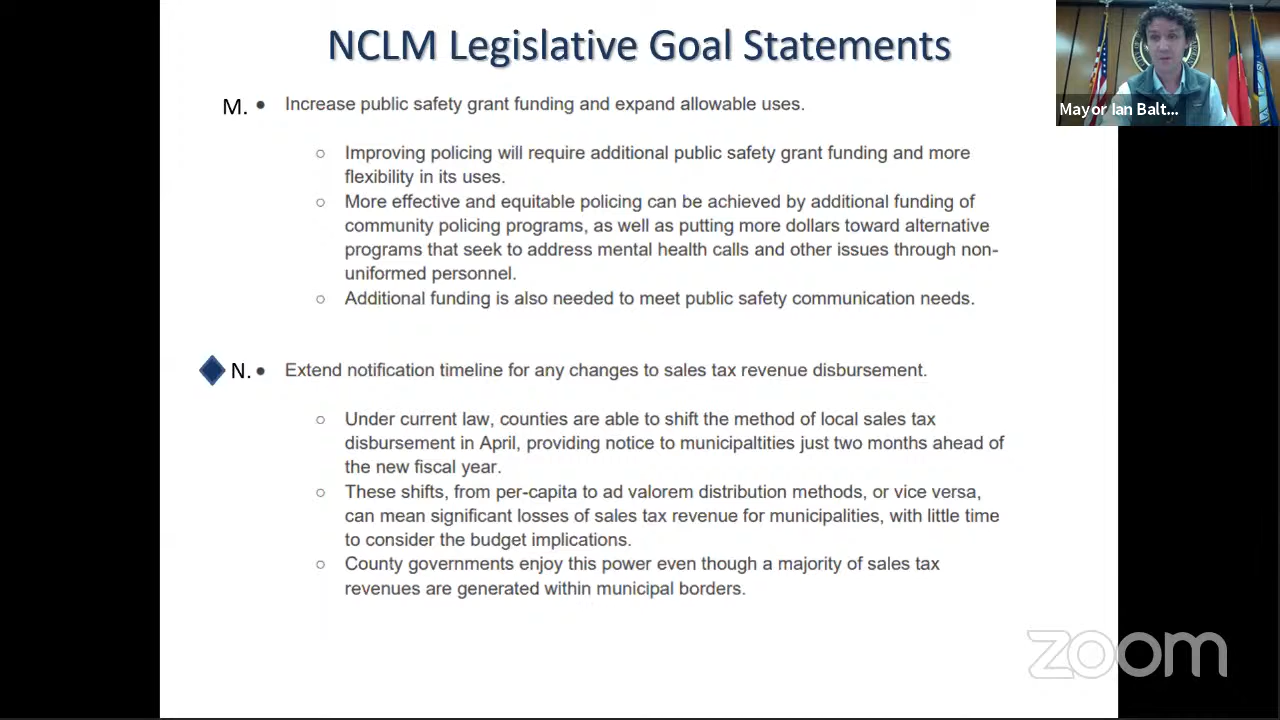 NCLM Legislative Goal Statements
M. ● Increase public safety grant funding and expand allowable uses.
Mayor Ian Balt...
○ Improving policing will require additional public safety grant funding and more
flexibility in its uses.
○ More effective and equitable policing can be achieved by additional funding of
community policing programs, as well as putting more dollars toward alternative
programs that seek to address mental health calls and other issues through non-
uniformed personnel.
○ Additional funding is also needed to meet public safety communication needs.
N. ● Extend notification timeline for any changes to sales tax revenue disbursement.
○ Under current law, counties are able to shift the method of local sales tax
disbursement in April, providing notice to municipaltities just two months ahead of
the new fiscal year.
○ These shifts, from per-capita to ad valorem distribution methods, or vice versa,
can mean significant losses of sales tax revenue for municipalities, with little time
to consider the budget implications.
○ County governments enjoy this power even though a majority of sales tax
revenues are generated within municipal borders.
zoom